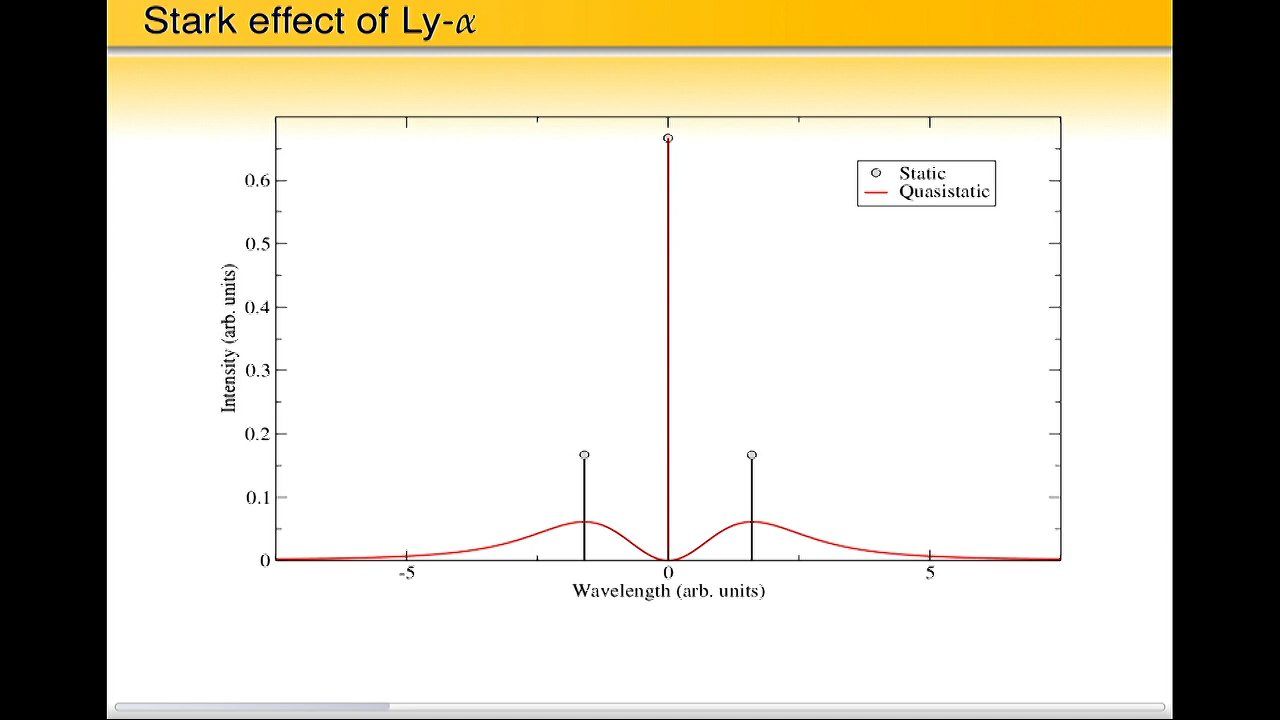 Stark effect of Ly-α
Static
Quasistatic
0.6
0.5
0.4
0.3
0.2
0.1
0
Intensity (arb. units)
-5
0
5
Wavelength (arb. units)